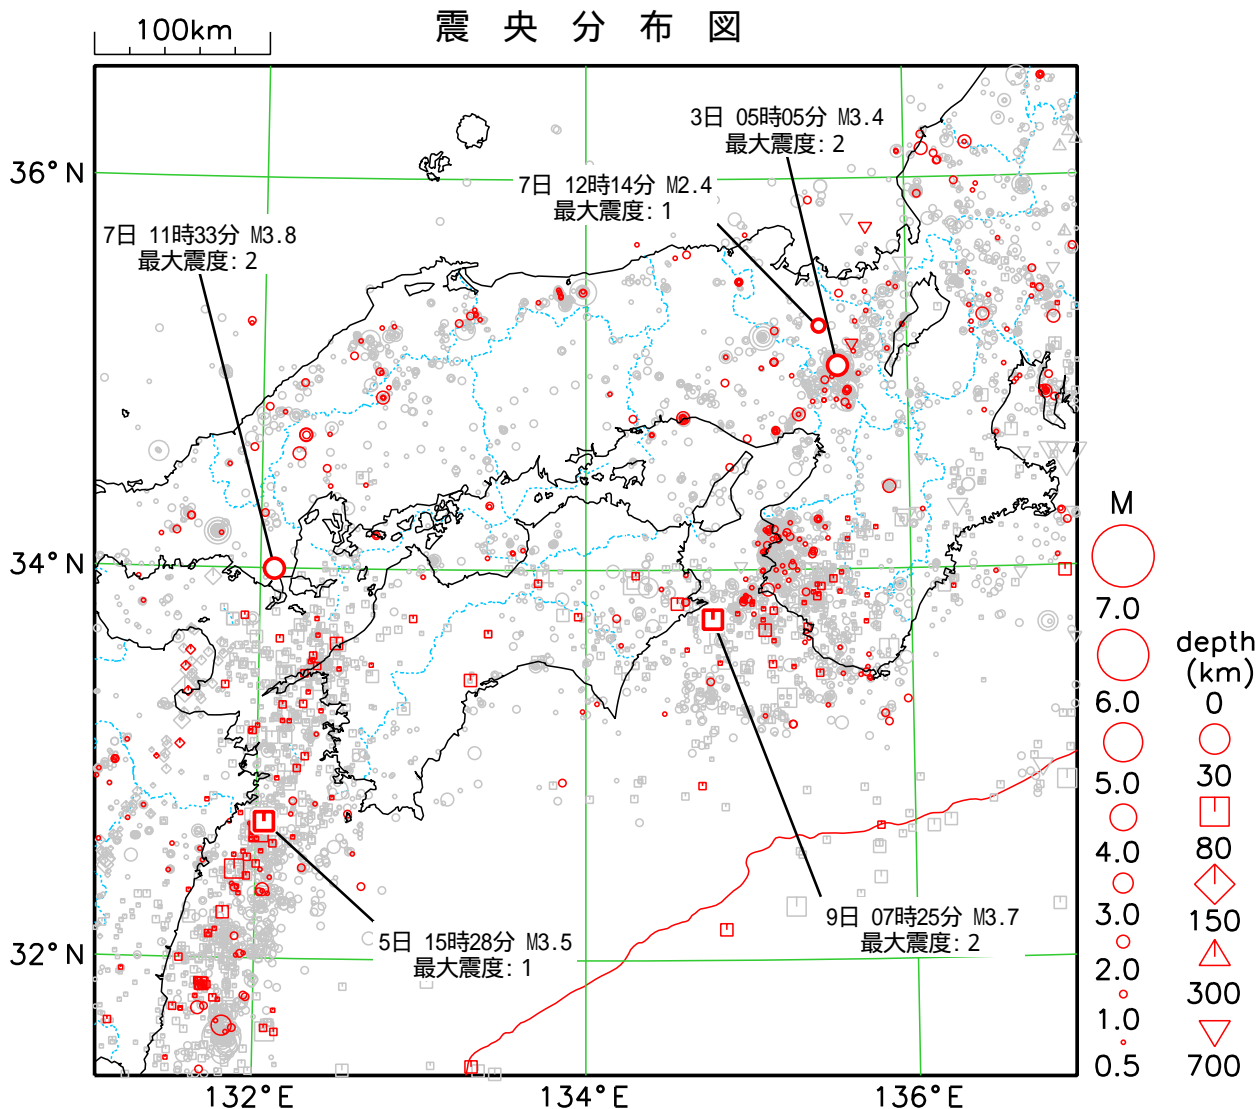 震央分布図
100km
3日 05時05分 M3.4
最大震度: 2
7日 12時14分 M2.4
最大震度: 1
7日 11時33分 M3.8
最大震度: 2
36°N
34°N
32°N
5日 15時28分 M3.5
最大震度: 1
9日 07時25分 M3.7
最大震度: 2
132°E
134°E
136°E
M
7.0
6.0
5.0
4.0
3.0
2.0
1.0
0.5
depth
(km)
0
30
80
150
300
700